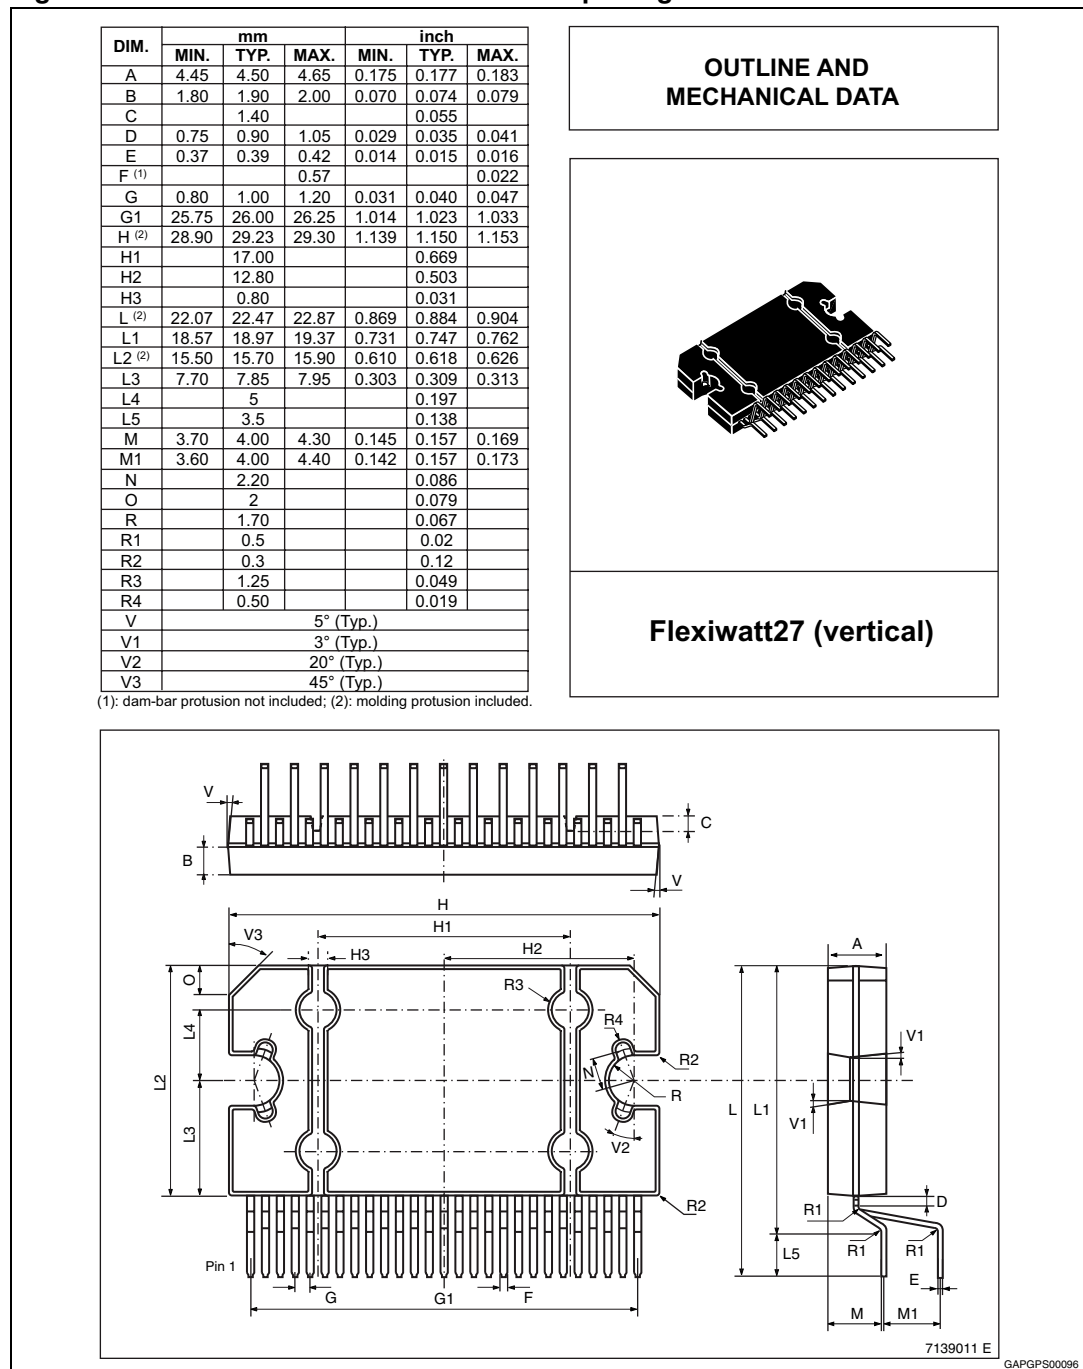 DIM. mm inch
MIN. TYP. MAX. MIN. TYP. MAX.
A 4.45 4.50 4.65 0.175 0.177 0.183
B 1.80 1.90 2.00 0.070 0.074 0.079
C 1.40 0.055
D 0.75 0.90 1.05 0.029 0.035 0.041
E 0.37 0.39 0.42 0.014 0.015 0.016
F (1) 0.57 0.022
G 0.80 1.00 1.20 0.031 0.040 0.047
G1 25.75 26.00 26.25 1.014 1.023 1.033
H (2) 28.90 29.23 29.30 1.139 1.150 1.153
H1 17.00 0.669
H2 12.80 0.503
H3 0.80 0.031
L (2) 22.07 22.47 22.87 0.869 0.884 0.904
L1 18.57 18.97 19.37 0.731 0.747 0.762
L2 (2) 15.50 15.70 15.90 0.610 0.618 0.626
L3 7.70 7.85 7.95 0.303 0.309 0.313
L4 5 0.197
L5 3.5 0.138
M 3.70 4.00 4.30 0.145 0.157 0.169
M1 3.60 4.00 4.40 0.142 0.157 0.173
N 2.20 0.086
O 2 0.079
R 1.70 0.067
R1 0.5 0.02
R2 0.3 0.12
R3 1.25 0.049
R4 0.50 0.019
V 5° (Typ.)
V1 3° (Typ.)
V2 20° (Typ.)
V3 45° (Typ.)
(1): dam-bar protusion not included; (2): molding protusion included.
OUTLINE AND
MECHANICAL DATA
Flexiwatt27 (vertical)
V
C
B
V
H
H1
V3
H3
H2
A
O
R3
L4
R4
V1
R2
L2
N
R
L
L1
V1
L3
V2
R2
D
R1
R1
R1
L5
Pin 1
G
G1
F
E
M
M1
7139011 E
GAPGPS00096